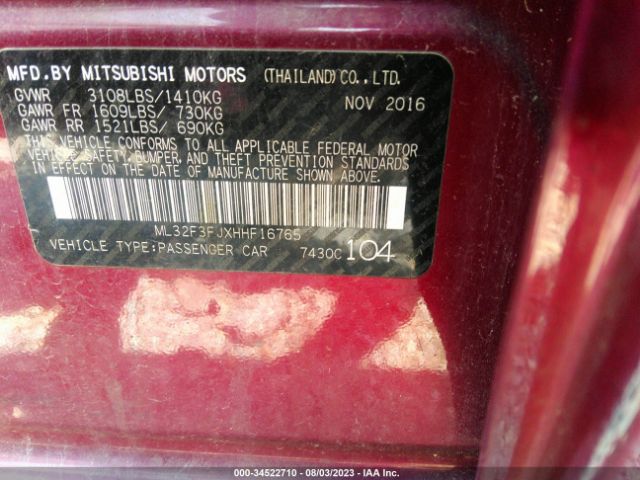 MFD.BY MITSUBISHI MOTORS (THAILAND)CO.,LTD.
GVWR 3108LBS/1410KG NOV 2016
GAWR FR 1609LBS/ 730KG
GAWR RR 1521LBS/ 690KG
THIS VEHICLE CONFORMS TO ALL APPLICABLE FEDERAL MOTOR
VEHICLE SAFETY, BUMPER, AND THEFT PREVENTION STANDARDS
IN EFFECT ON THE DATE OF MANUFACTURE SHOWN ABOVE.
ML32F3FJXHHF16765
VEHICLE TYPE:PASSENGER CAR 7430C 104
000-34522710 - 08/03/2023 - IAA Inc.